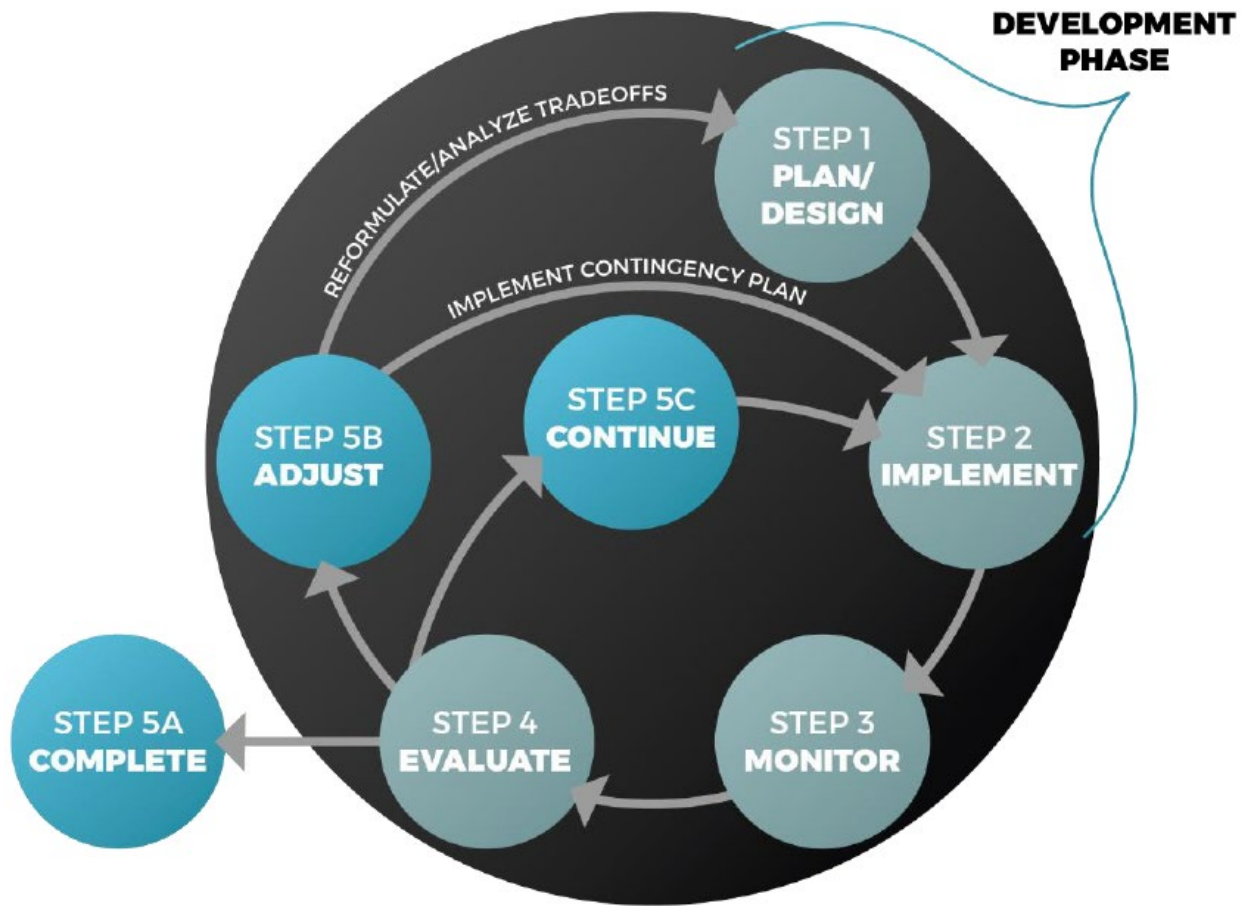 DEVELOPMENT
PHASE
REFORMULATE/ANALYZE TRADEOFFS
STEP 1
PLAN/
DESIGN
IMPLEMENT CONTINGENCY PLAN
STEP 5B
ADJUST
STEP 5C
CONTINUE
STEP 2
IMPLEMENT
STEP 5A
COMPLETE
STEP 4
EVALUATE
STEP 3
MONITOR